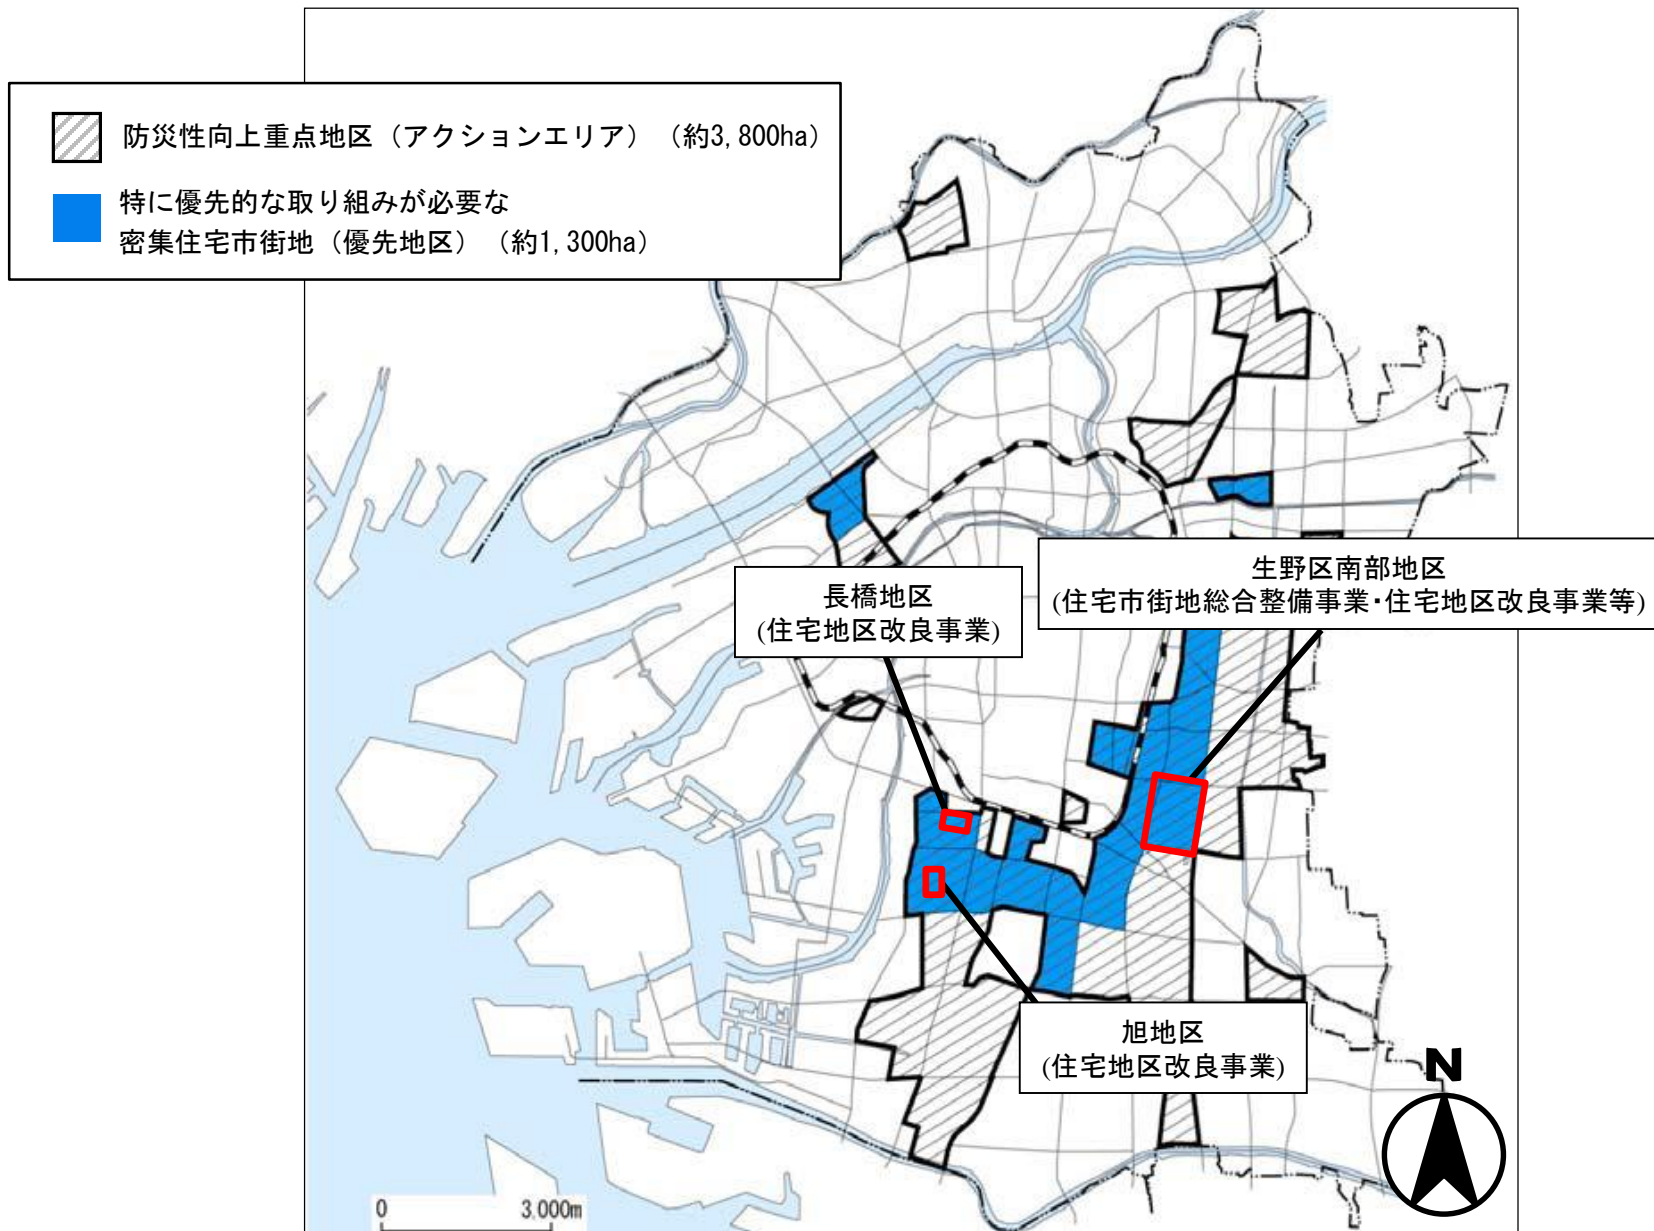 防災性向上重点地区（アクションエリア）（約3,800ha）
特に優先的な取り組みが必要な
密集住宅市街地（優先地区）（約1,300ha）
長橋地区
(住宅地区改良事業)
生野区南部地区
(住宅市街地総合整備事業・住宅地区改良事業等)
旭地区
(住宅地区改良事業)
N
0 3,000m